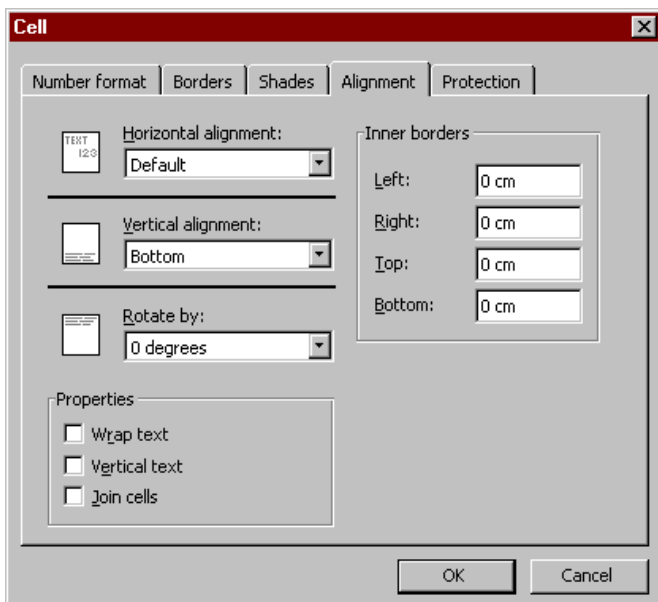 Cell
Number format Borders Shades Alignment Protection
TEXT
123
Horizontal alignment:
Default
Vertical alignment:
Bottom
Rotate by:
0 degrees
Properties
Wrap text
Vertical text
Join cells
Inner borders
Left: 0 cm
Right: 0 cm
Top: 0 cm
Bottom: 0 cm
OK Cancel